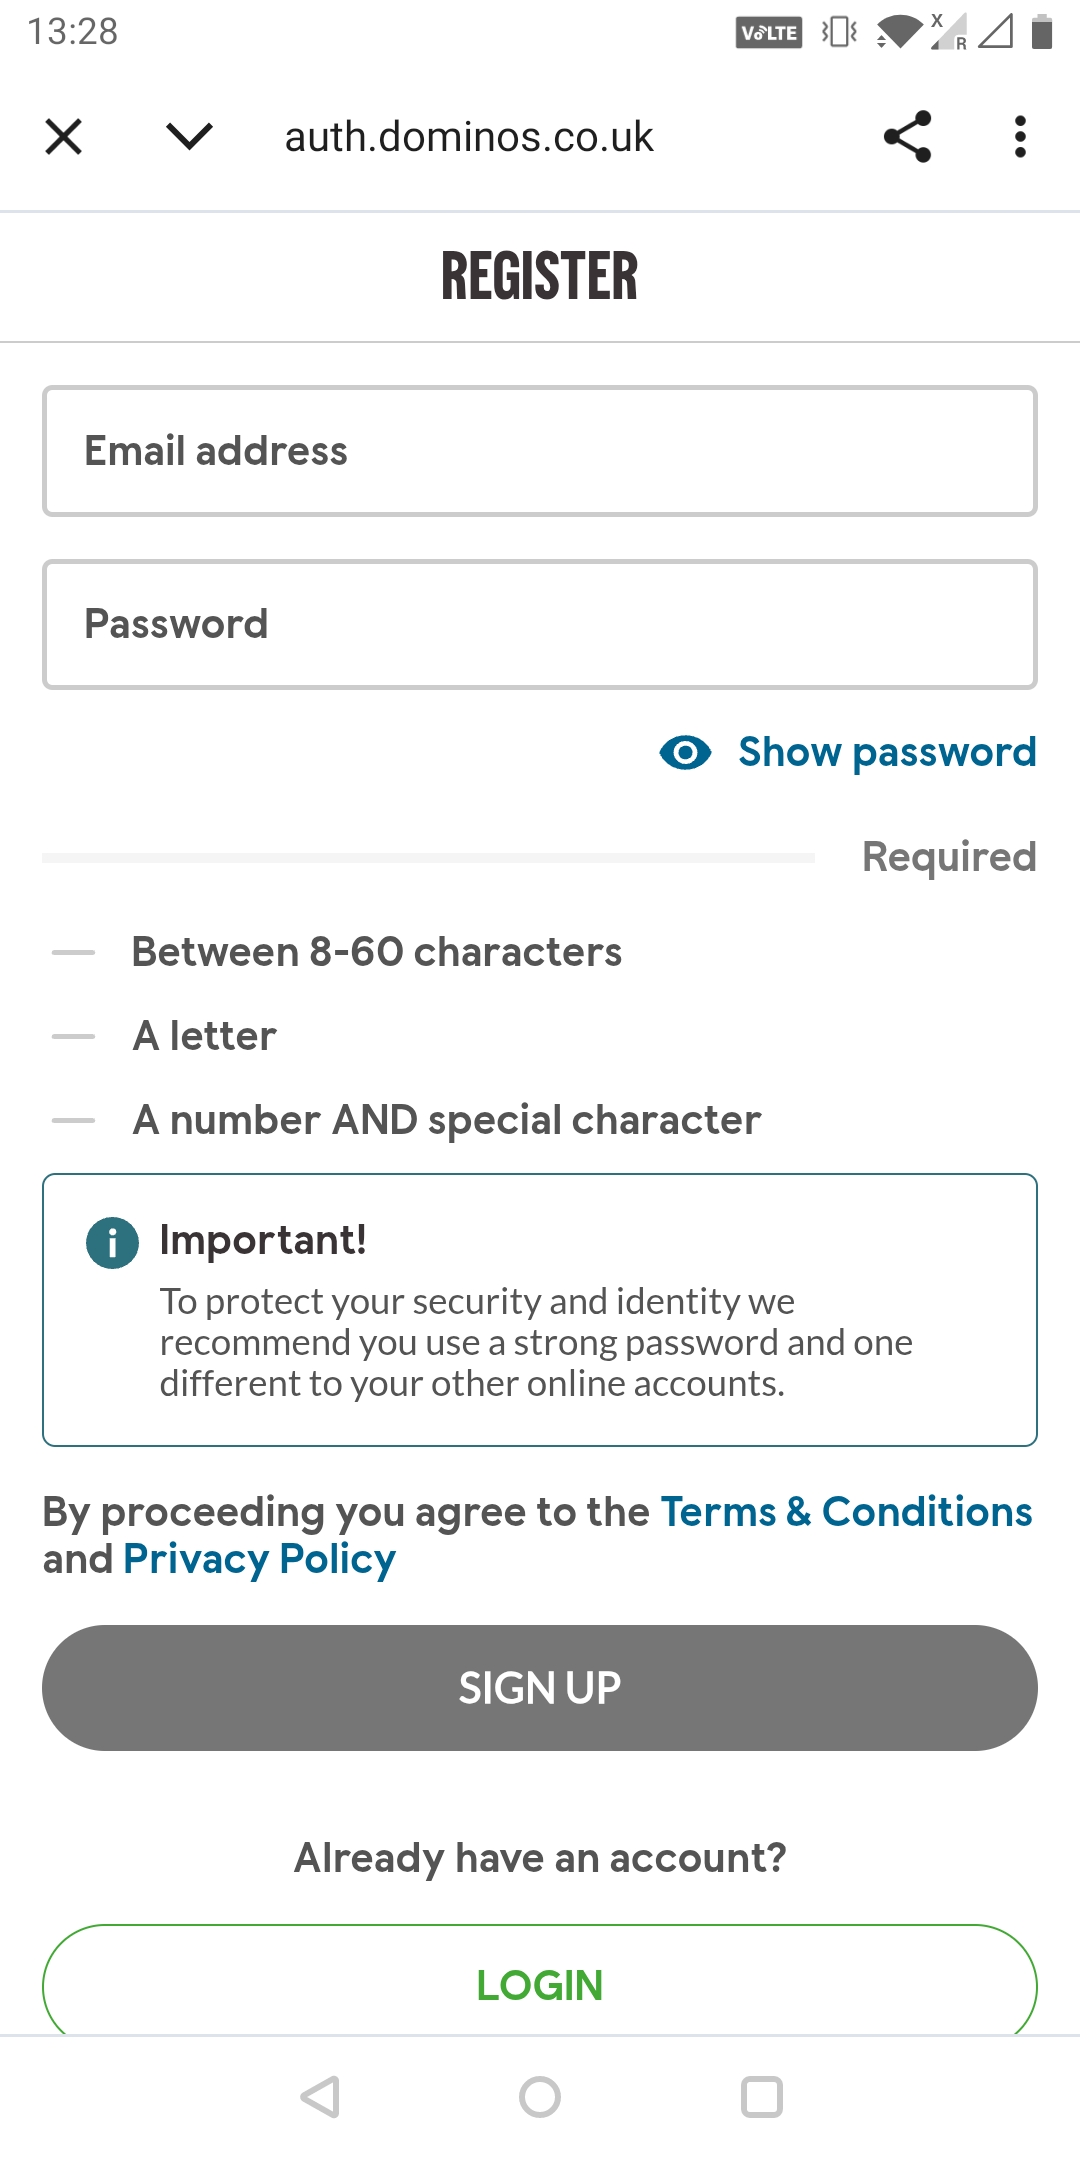 13:28
VoLTE
X
R
auth.dominos.co.uk
REGISTER
Email address
Password
Show password
Required
Between 8-60 characters
A letter
A number AND special character
Important!
To protect your security and identity we
recommend you use a strong password and one
different to your other online accounts.
By proceeding you agree to the Terms & Conditions
and Privacy Policy
SIGN UP
Already have an account?
LOGIN